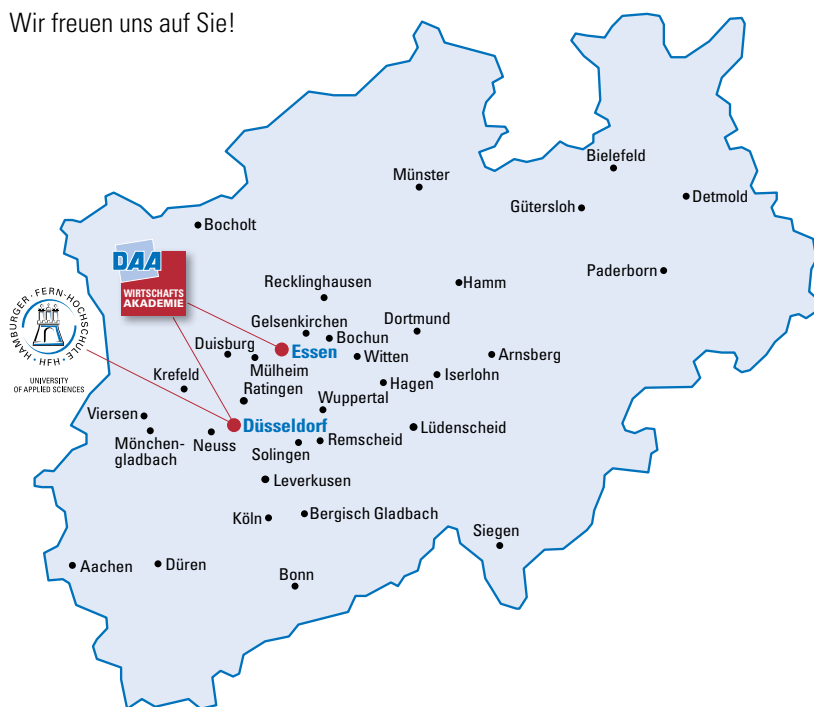 Wir freuen uns auf Sie!
Bielefeld
Münster
Detmold
Gütersloh
Bocholt
DAA
WIRTSCHAFTS
AKADEMIE
Paderborn
Recklinghausen
Hamm
HAMBURGER·FERN-HOCHSCHULE·HFH·
UNIVERSITY
OF APPLIED SCIENCES
Gelsenkirchen
Dortmund
Bochun
Duisburg
Essen
Witten
Arnsberg
Mülheim
Krefeld
Iserlohn
Hagen
Ratingen
Wuppertal
Viersen
Düsseldorf
Lüdenscheid
Mönchen-
gladbach
Neuss
Remscheid
Solingen
Leverkusen
Köln
Bergisch Gladbach
Siegen
Aachen
Düren
Bonn